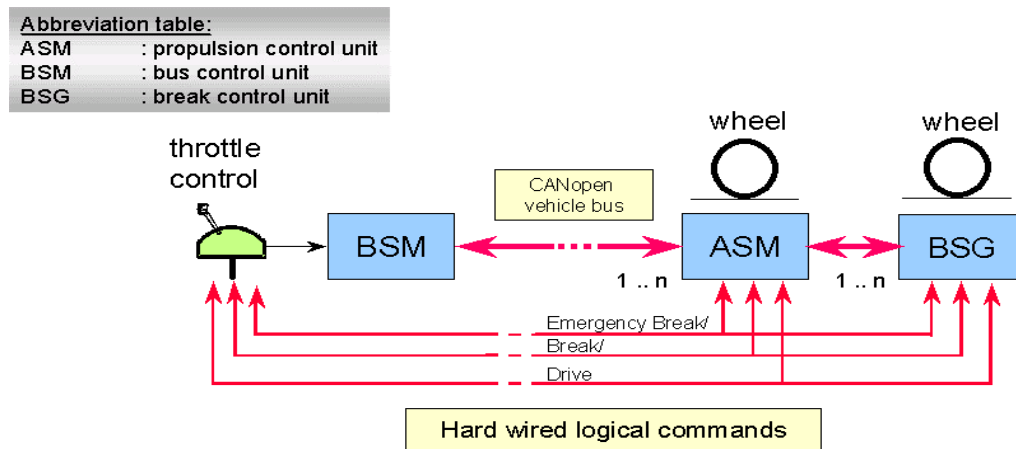 Abbreviation table:
ASM : propulsion control unit
BSM : bus control unit
BSG : break control unit
wheel
wheel
throttle
control
CANopen
vehicle bus
BSM
ASM
BSG
1 .. n
1 .. n
Emergency Break/
Break/
Drive
Hard wired logical commands